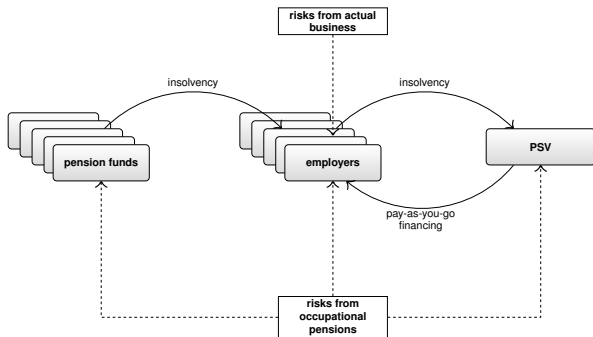 risks from actual
business
insolvency
insolvency
pension funds
employers
PSV
pay-as-you-go
financing
risks from
occupational
pensions